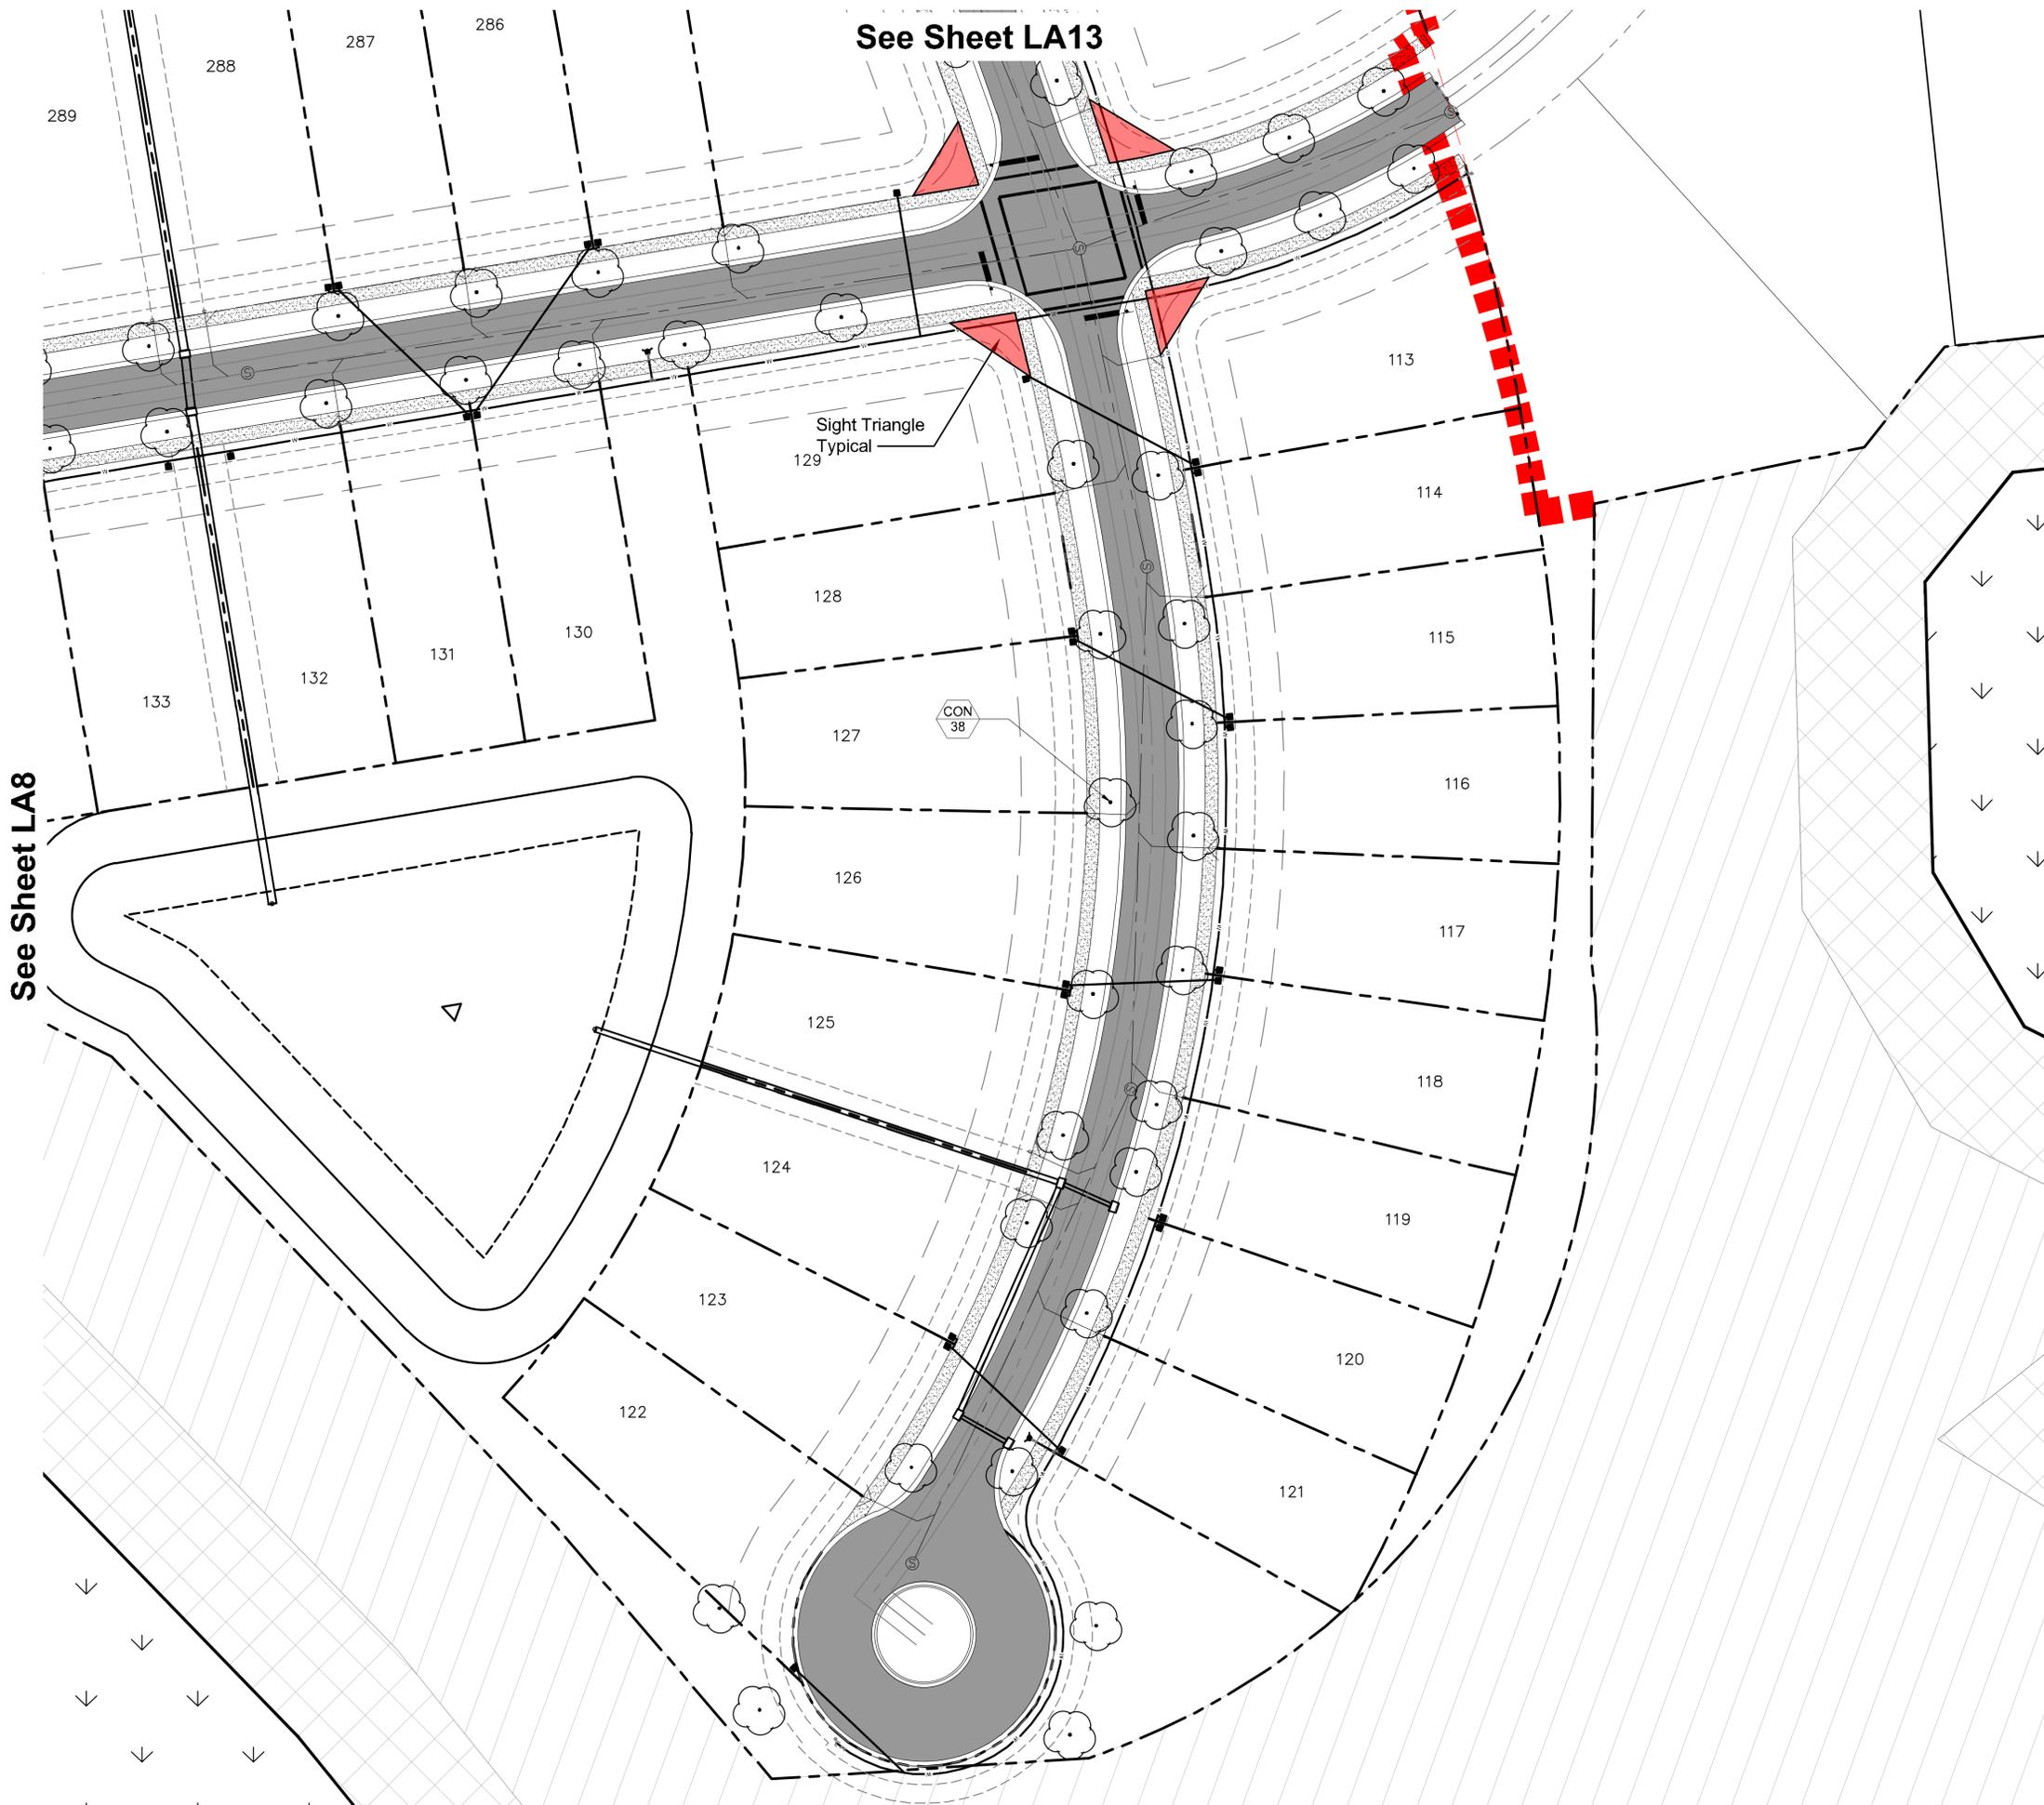 See Sheet LA13
286
287
288
289
Sight Triangle
Typical
129
113
114
128
115
130
131
132
133
CON
38
127
116
See Sheet LA8
126
117
125
118
124
119
123
120
122
121
S
S
S
S
S
S
W
W
W
W
W
W
W
W
W
W